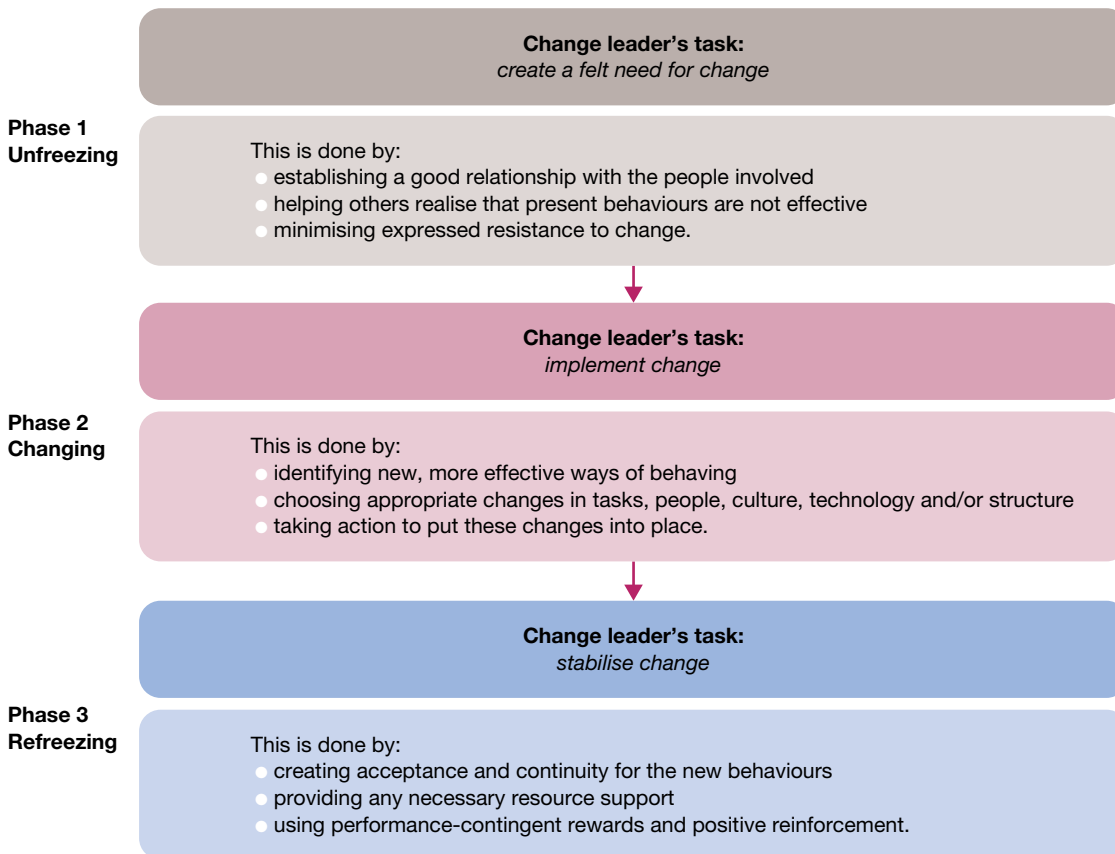 Change leader's task:
create a felt need for change
Phase 1
Unfreezing
This is done by:
establishing a good relationship with the people involved
helping others realise that present behaviours are not effective
minimising expressed resistance to change.
Change leader's task:
implement change
Phase 2
Changing
This is done by:
identifying new, more effective ways of behaving
choosing appropriate changes in tasks, people, culture, technology and/or structure
taking action to put these changes into place.
Change leader's task:
stabilise change
Phase 3
Refreezing
This is done by:
creating acceptance and continuity for the new behaviours
providing any necessary resource support
using performance-contingent rewards and positive reinforcement.